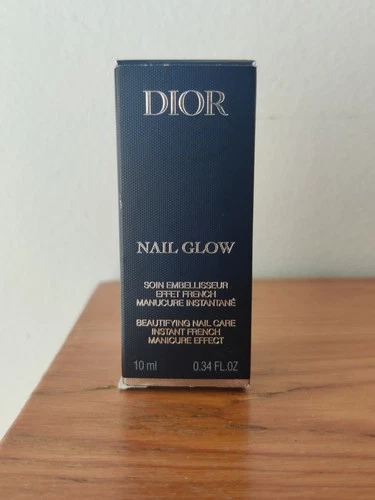 DIOR
NAIL GLOW
SOIN EMBELLISSEUR
EFFET FRENCH
MANUCURE INSTANTANÉ
BEAUTIFYING NAIL CARE
INSTANT FRENCH
MANICURE EFFECT
10 ml 0.34 FL.OZ